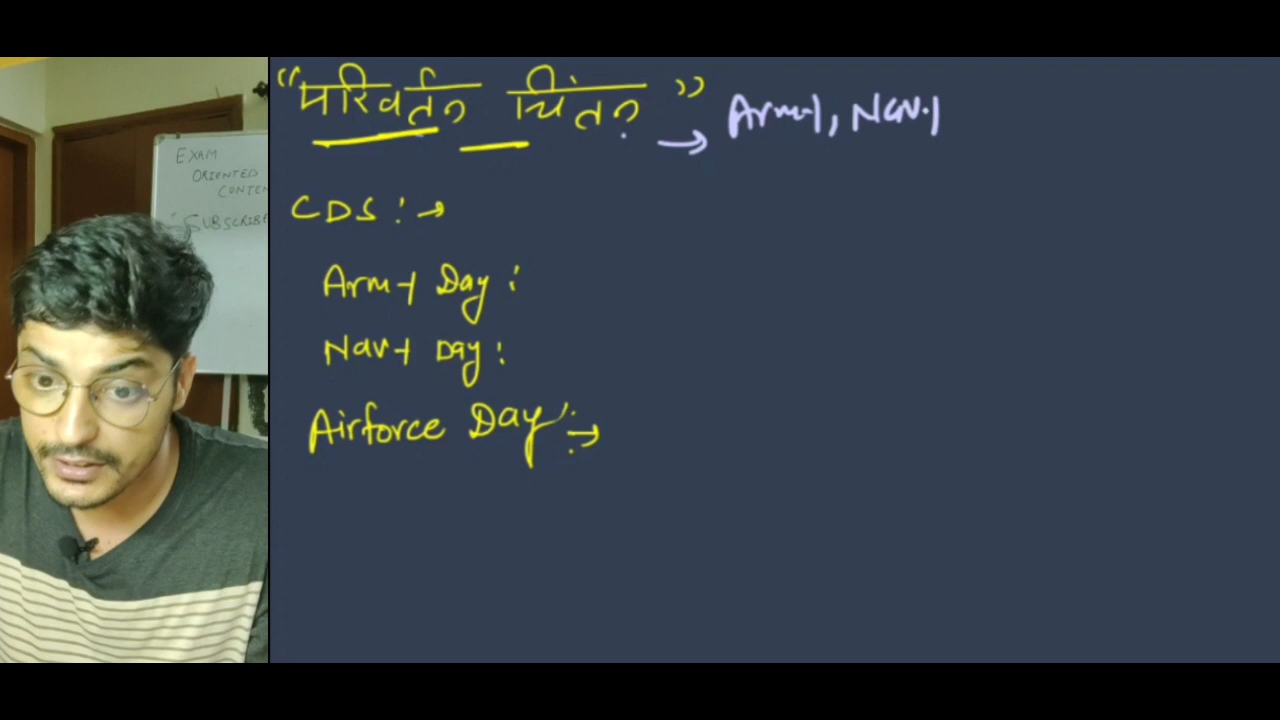 “परिवर्तन चिंतन”
→ Army, Navy
CDS :→
Army Day :
Navy Day :
Airforce Day :→
EXAM
ORIENTED
CONTEN
SUBSCRIBE